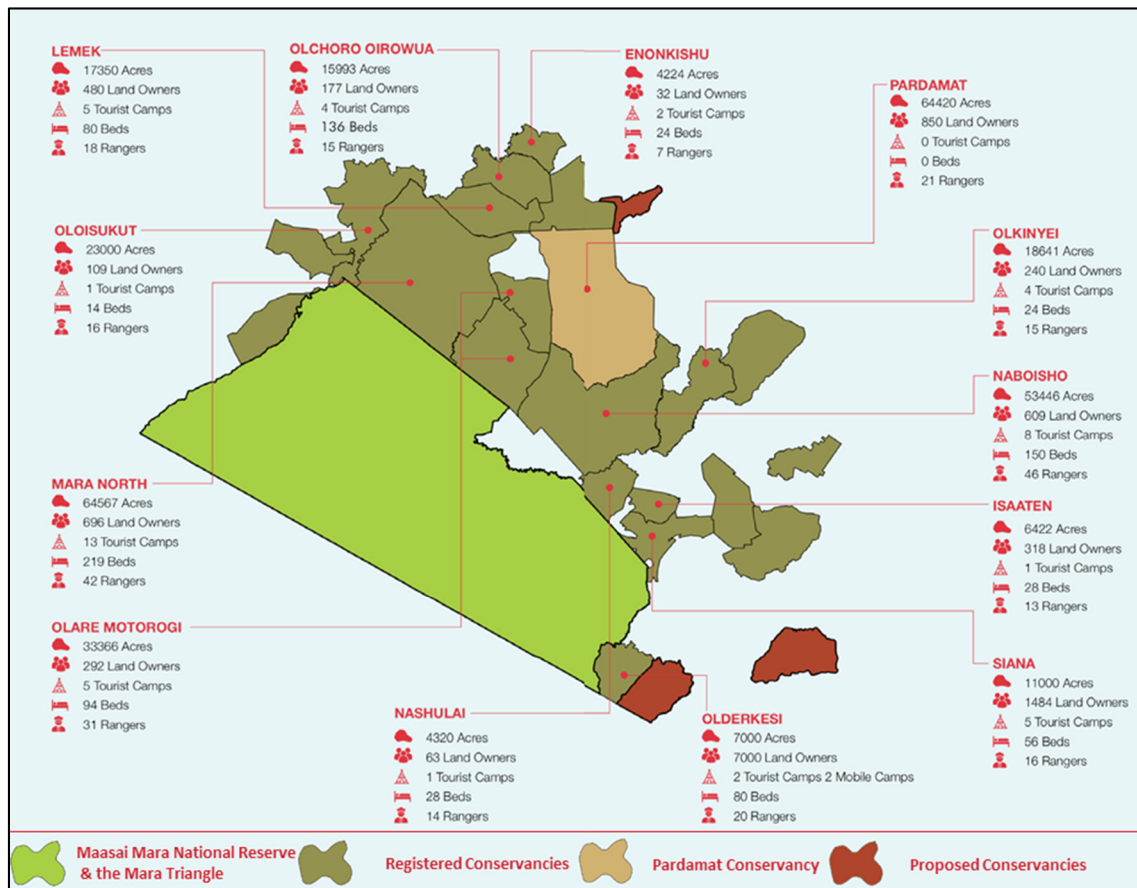 LEMEK
17350 Acres
480 Land Owners
5 Tourist Camps
80 Beds
18 Rangers
OLCHORO OIROWUA
15993 Acres
177 Land Owners
4 Tourist Camps
136 Beds
15 Rangers
ENONKISHU
4224 Acres
32 Land Owners
2 Tourist Camps
24 Beds
7 Rangers
PARDAMAT
64420 Acres
850 Land Owners
0 Tourist Camps
0 Beds
21 Rangers
OLOISUKUT
23000 Acres
109 Land Owners
1 Tourist Camps
14 Beds
16 Rangers
OLKINYEI
18641 Acres
240 Land Owners
4 Tourist Camps
24 Beds
15 Rangers
NABOISHO
53446 Acres
609 Land Owners
8 Tourist Camps
150 Beds
46 Rangers
MARA NORTH
64567 Acres
696 Land Owners
13 Tourist Camps
219 Beds
42 Rangers
ISAATEN
6422 Acres
318 Land Owners
1 Tourist Camps
28 Beds
13 Rangers
OLARE MOTOROGI
33366 Acres
292 Land Owners
5 Tourist Camps
94 Beds
31 Rangers
SIANA
11000 Acres
1484 Land Owners
5 Tourist Camps
56 Beds
16 Rangers
NASHULAI
4320 Acres
63 Land Owners
1 Tourist Camps
28 Beds
14 Rangers
OLDERKESI
7000 Acres
7000 Land Owners
2 Tourist Camps 2 Mobile Camps
80 Beds
20 Rangers
Maasai Mara National Reserve
& the Mara Triangle
Registered Conservancies
Pardamat Conservancy
Proposed Conservancies